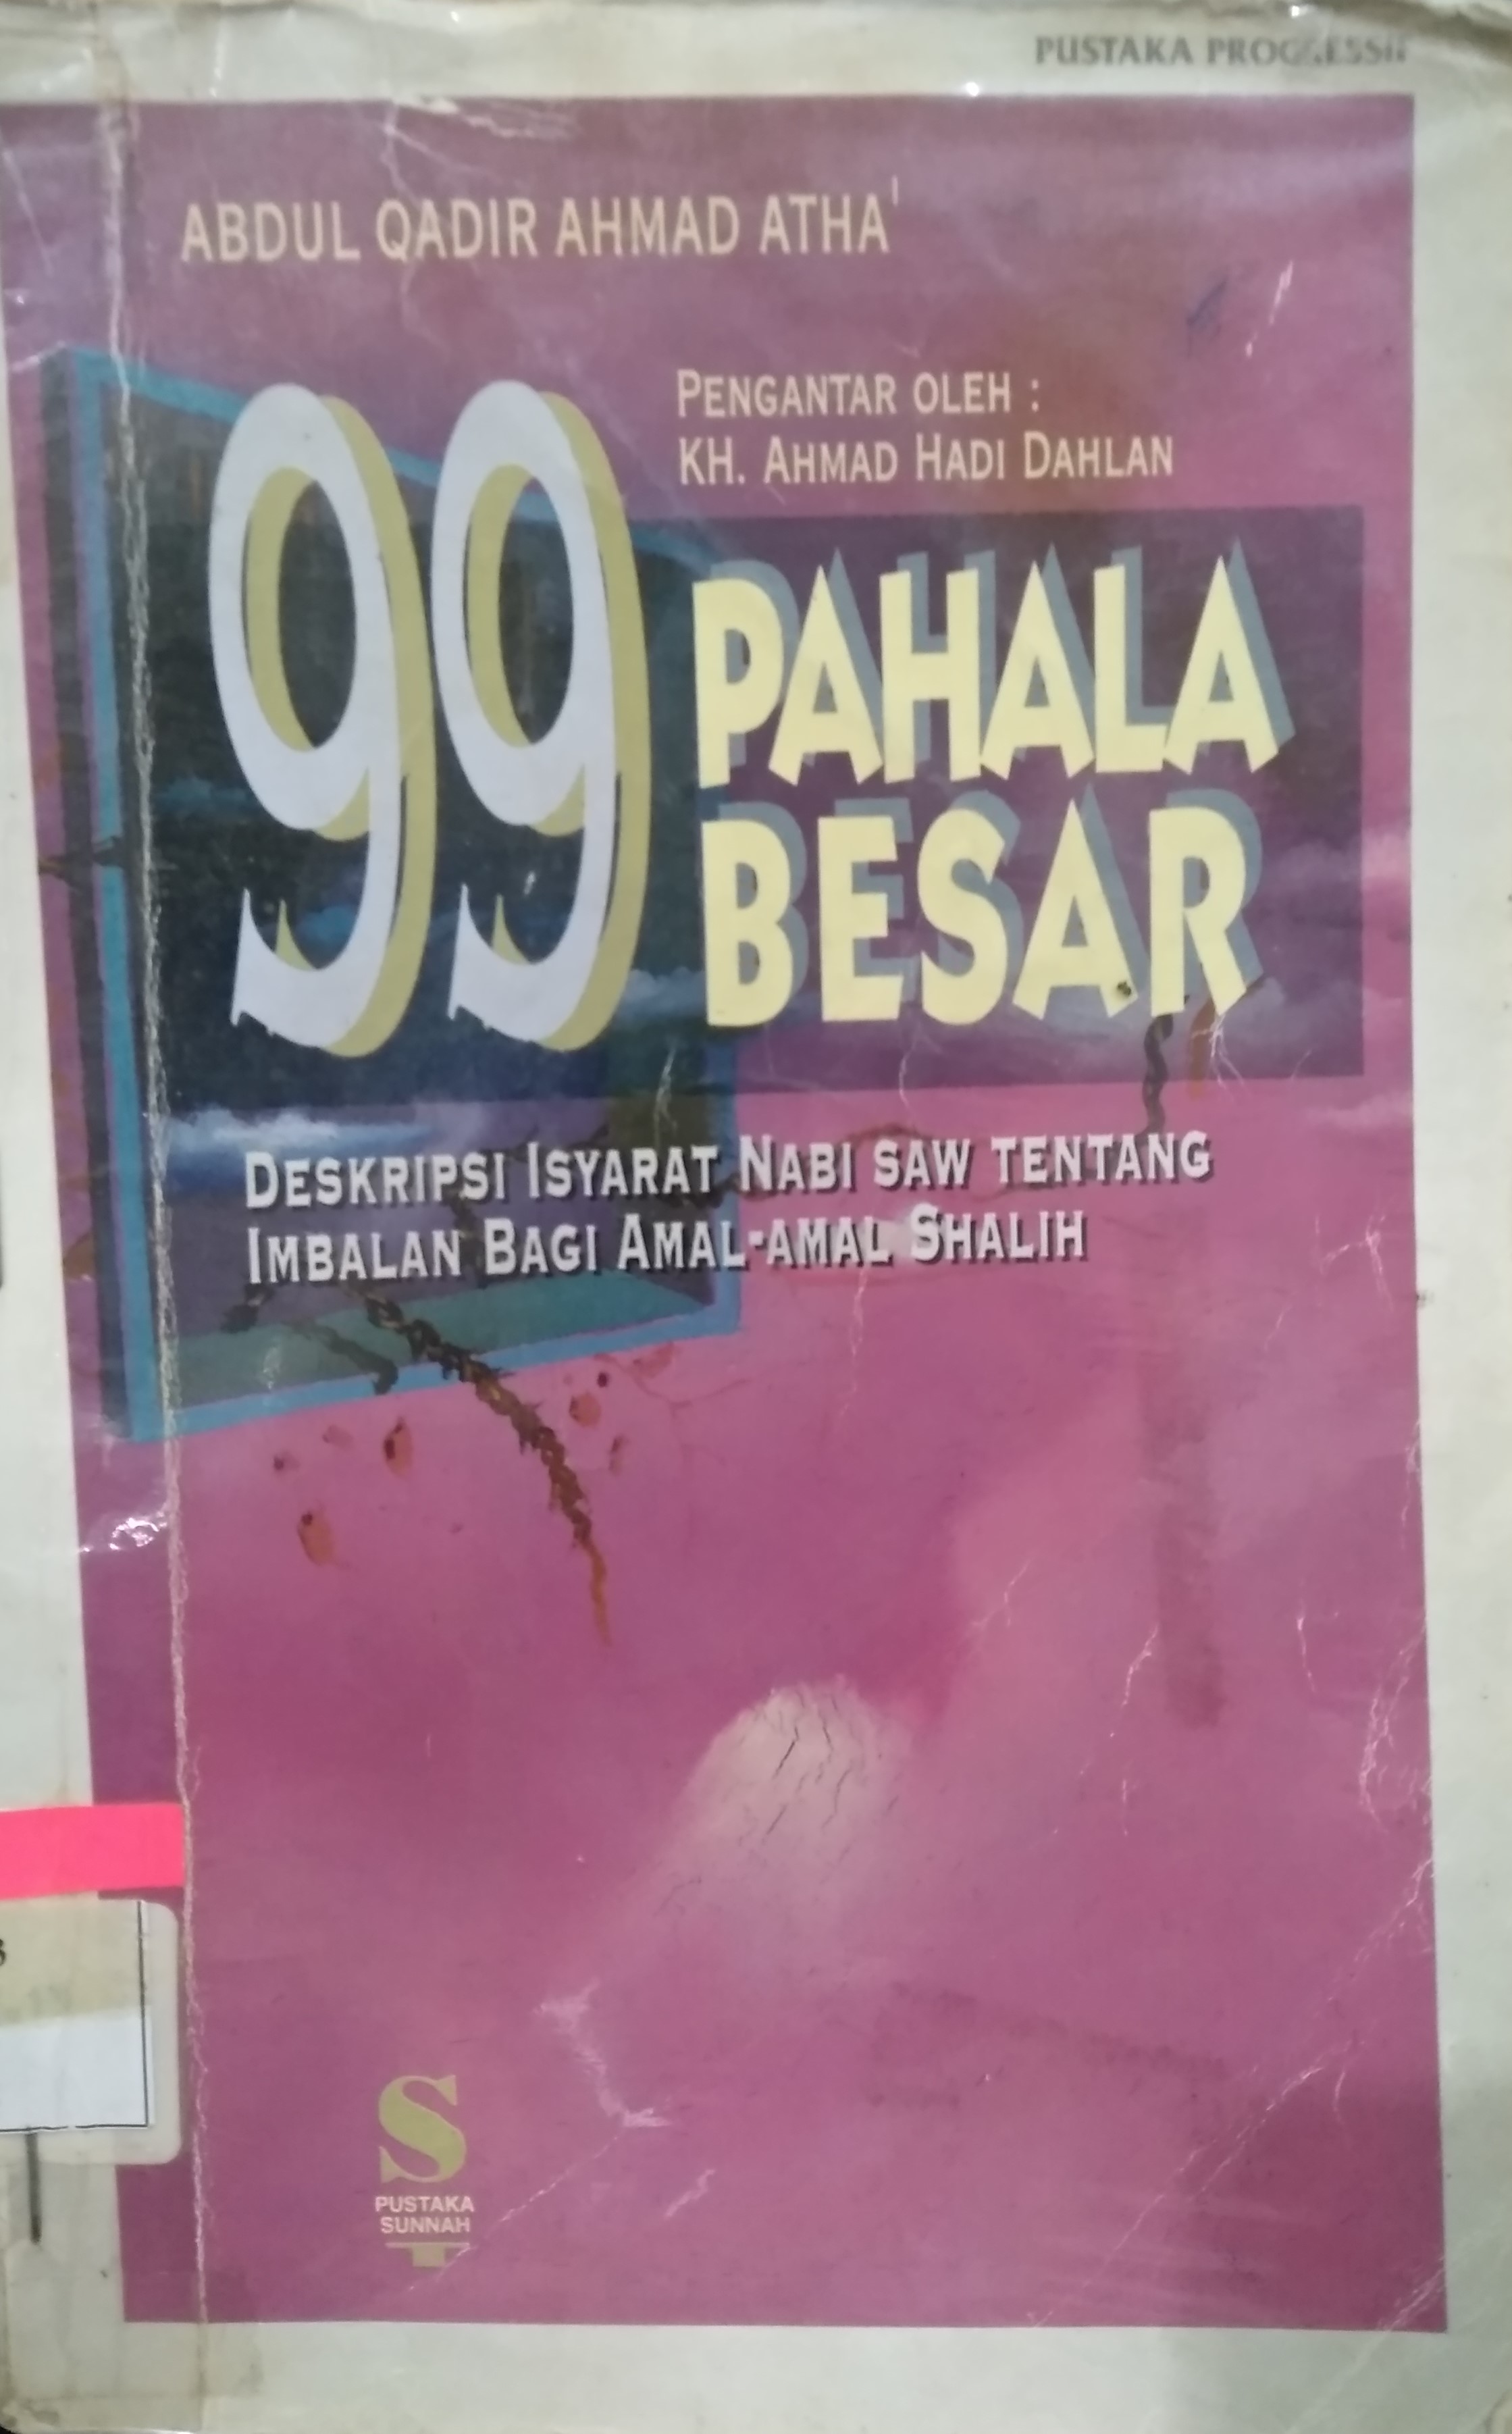 PUSTAKA PROGRESSIF
ABDUL QADIR AHMAD ATHA'
PENGANTAR OLEH :
KH. AHMAD HADI DAHLAN
99 PAHALA
BESAR
DESKRIPSI ISYARAT NABI SAW TENTANG
IMBALAN BAGI AMAL-AMAL SHALIH
S
PUSTAKA
SUNNAH